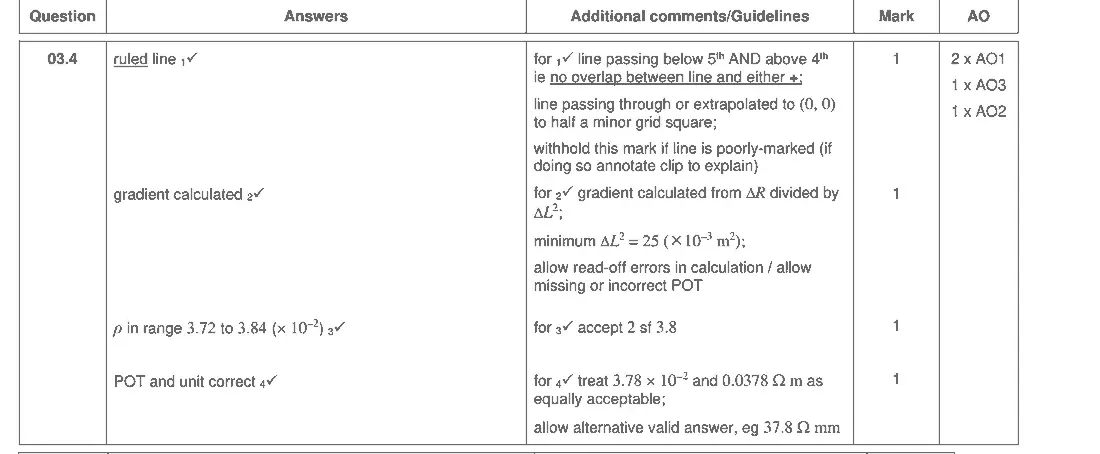 Question Answers Additional comments/Guidelines Mark AO
03.4 ruled line ₁✓ for ₁✓ line passing below 5ᵗʰ AND above 4ᵗʰ 1 2 x AO1
ie no overlap between line and either +; 1 x AO3
line passing through or extrapolated to (0, 0) 1 x AO2
to half a minor grid square;
withhold this mark if line is poorly-marked (if
doing so annotate clip to explain)
gradient calculated ₂✓ for ₂✓ gradient calculated from ΔR divided by 1
ΔL²;
minimum ΔL² = 25 (×10⁻³ m²);
allow read-off errors in calculation / allow
missing or incorrect POT
ρ in range 3.72 to 3.84 (× 10⁻²) ₃✓ for ₃✓ accept 2 sf 3.8 1
POT and unit correct ₄✓ for ₄✓ treat 3.78 × 10⁻² and 0.0378 Ω m as 1
equally acceptable;
allow alternative valid answer, eg 37.8 Ω mm